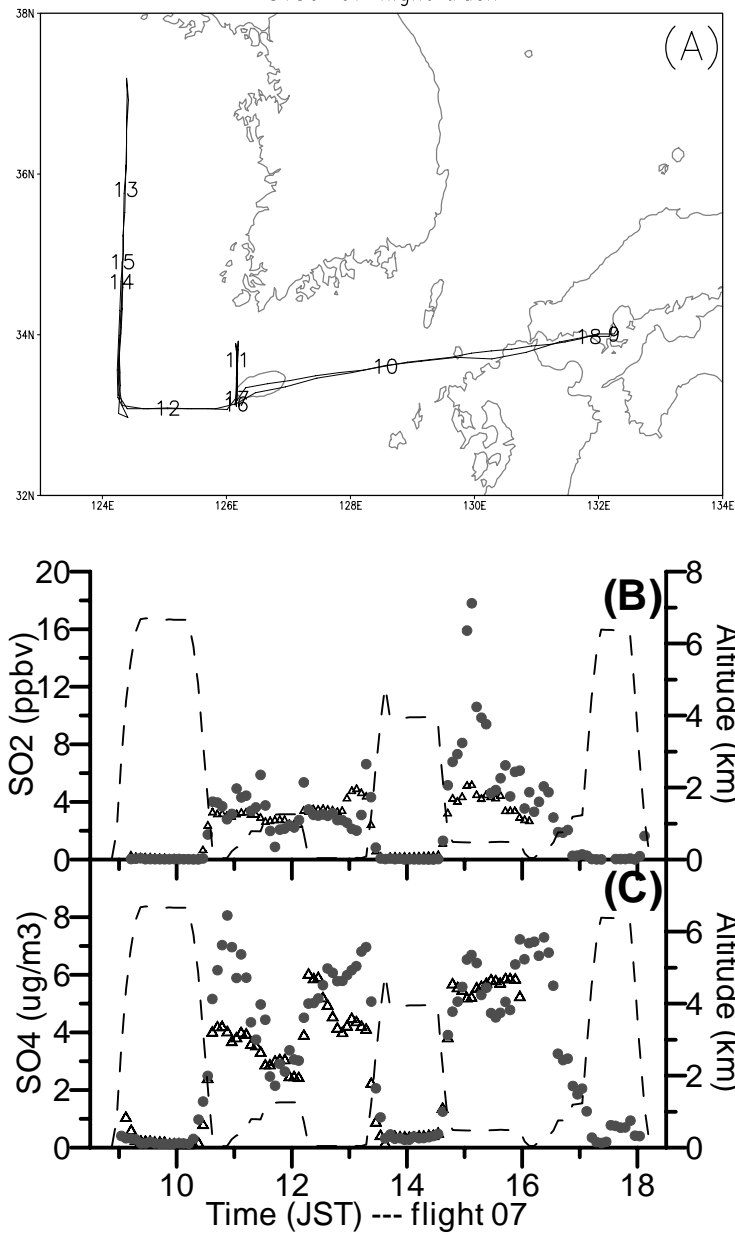 38N
(A)
36N
13
15
35N
14
34N
18 9
11
10
17
12
16
32N
124E 126E 128E 130E 132E 134E
20 8
(B)
16
6
12
SO2 (ppbv)
Altitude (km)
4
8
4 2
0 0
(C)
8
6
6
SO4 (ug/m3)
Altitude (km)
4
4
2
2
0 0
10 12 14 16 18
Time (JST) --- flight 07